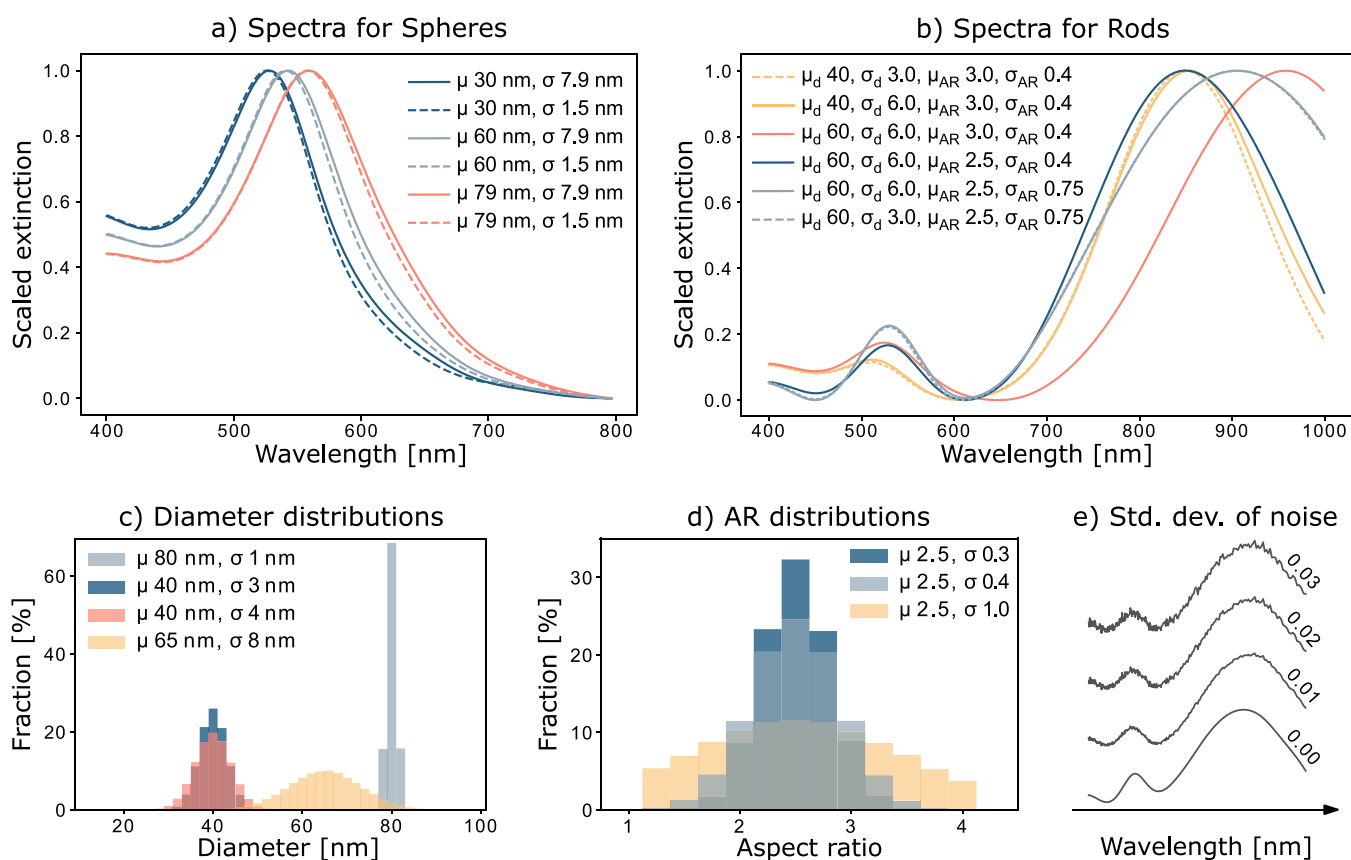 a) Spectra for Spheres
1.0
0.8
0.6
0.4
0.2
0.0
Scaled extinction
μ 30 nm, σ 7.9 nm
μ 30 nm, σ 1.5 nm
μ 60 nm, σ 7.9 nm
μ 60 nm, σ 1.5 nm
μ 79 nm, σ 7.9 nm
μ 79 nm, σ 1.5 nm
400 500 600 700 800
Wavelength [nm]
b) Spectra for Rods
1.0
0.8
0.6
0.4
0.2
0.0
Scaled extinction
μd 40, σd 3.0, μAR 3.0, σAR 0.4
μd 40, σd 6.0, μAR 3.0, σAR 0.4
μd 60, σd 6.0, μAR 3.0, σAR 0.4
μd 60, σd 6.0, μAR 2.5, σAR 0.4
μd 60, σd 6.0, μAR 2.5, σAR 0.75
μd 60, σd 3.0, μAR 2.5, σAR 0.75
400 500 600 700 800 900 1000
Wavelength [nm]
c) Diameter distributions
60
40
20
0
Fraction [%]
μ 80 nm, σ 1 nm
μ 40 nm, σ 3 nm
μ 40 nm, σ 4 nm
μ 65 nm, σ 8 nm
20 40 60 80 100
Diameter [nm]
d) AR distributions
30
20
10
0
Fraction [%]
μ 2.5, σ 0.3
μ 2.5, σ 0.4
μ 2.5, σ 1.0
1 2 3 4
Aspect ratio
e) Std. dev. of noise
0.03
0.02
0.01
0.00
Wavelength [nm]